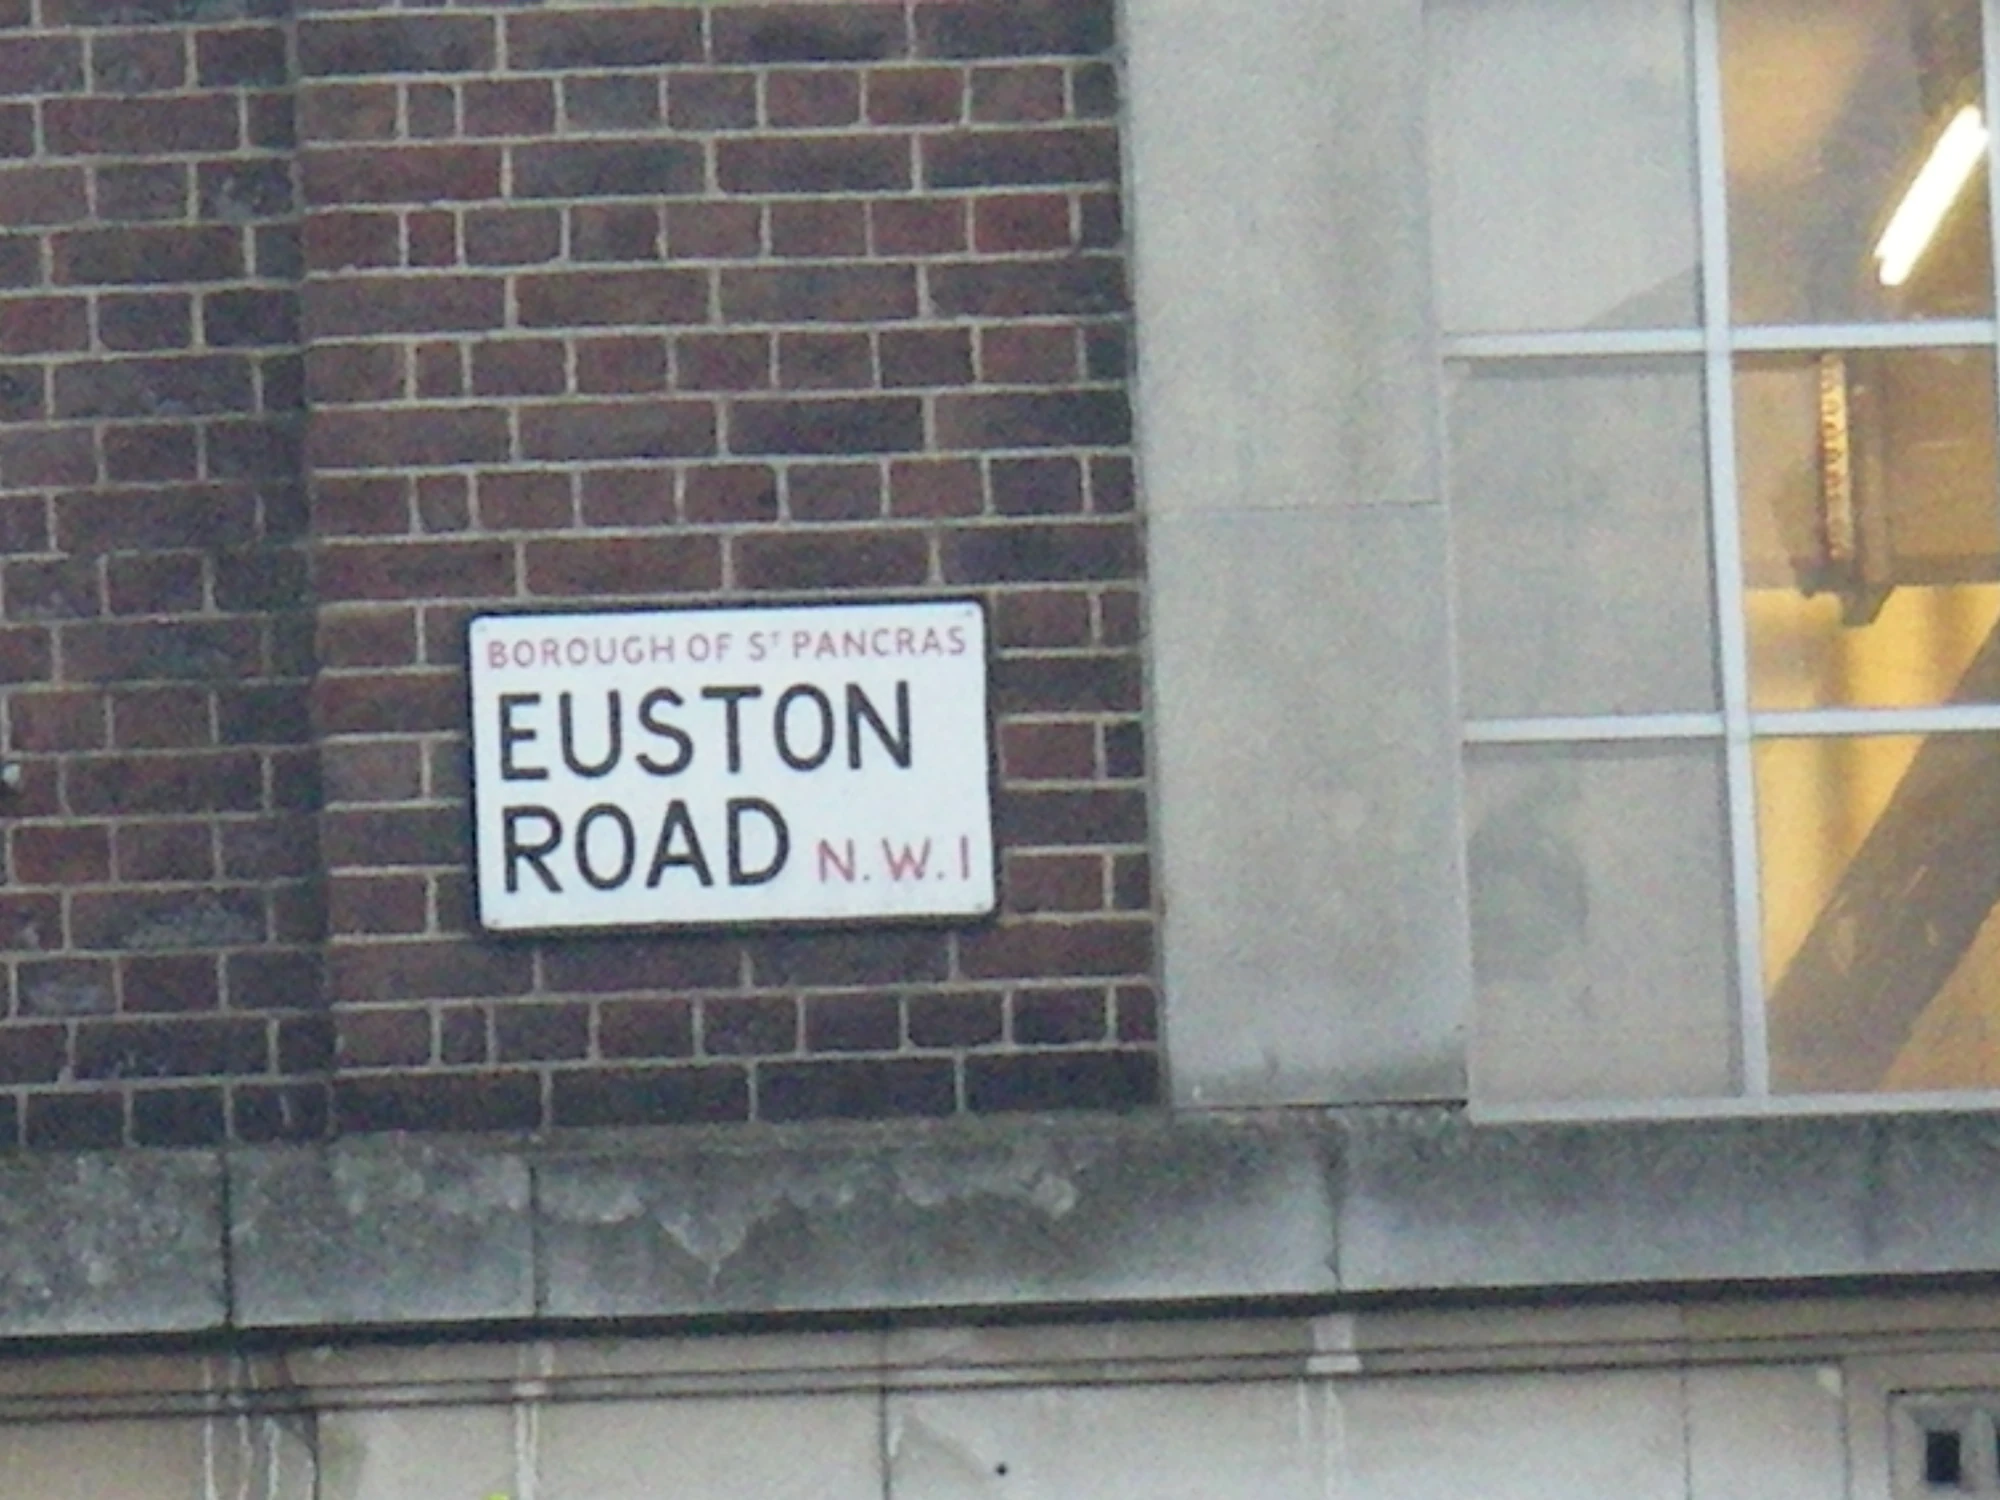 BOROUGH OF ST PANCRAS
EUSTON
ROAD N.W.1